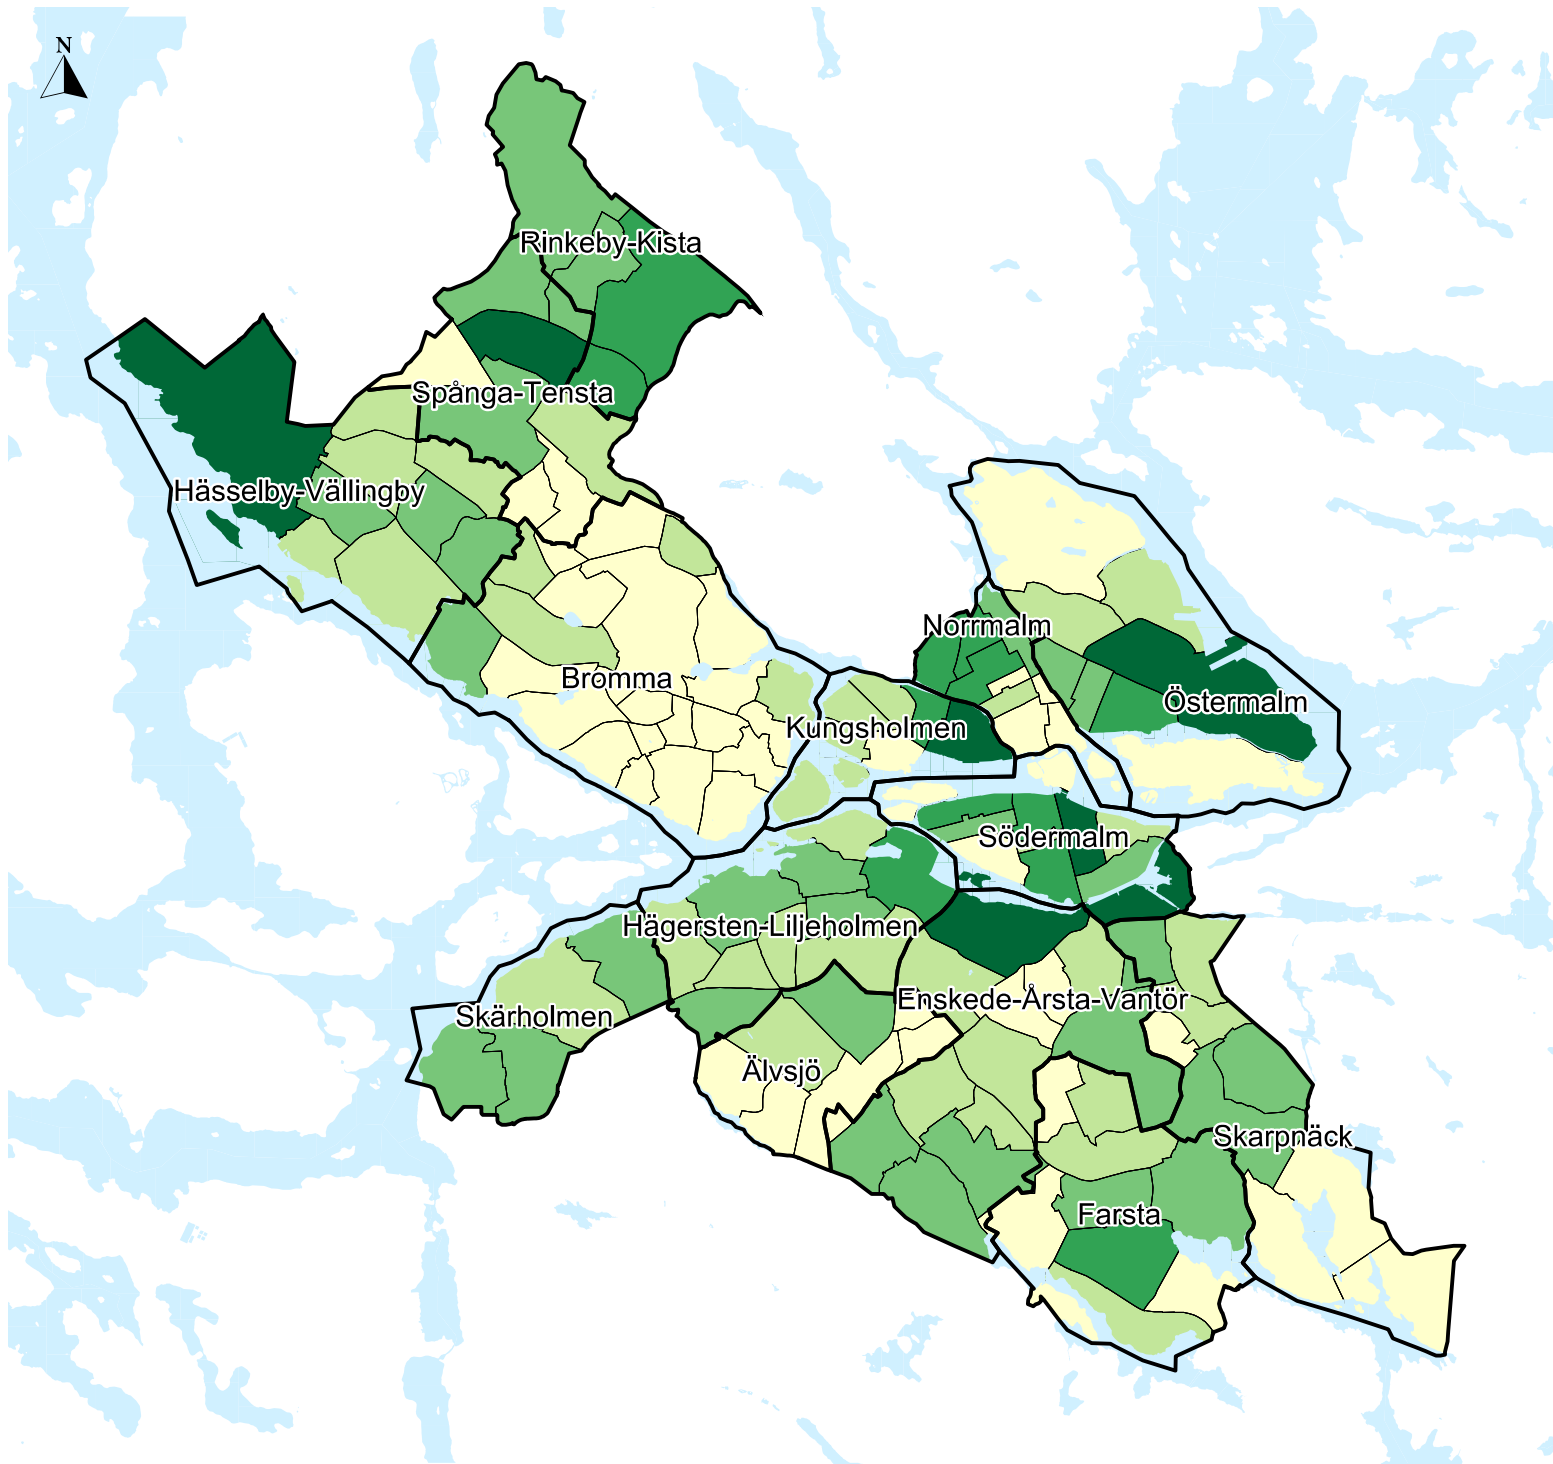 N
Rinkeby-Kista
Spånga-Tensta
Hässelby-Vällingby
Norrmalm
Bromma
Östermalm
Kungsholmen
Södermalm
Hägersten-Liljeholmen
Enskede-Årsta-Vantör
Skärholmen
Älvsjö
Skarpnäck
Farsta